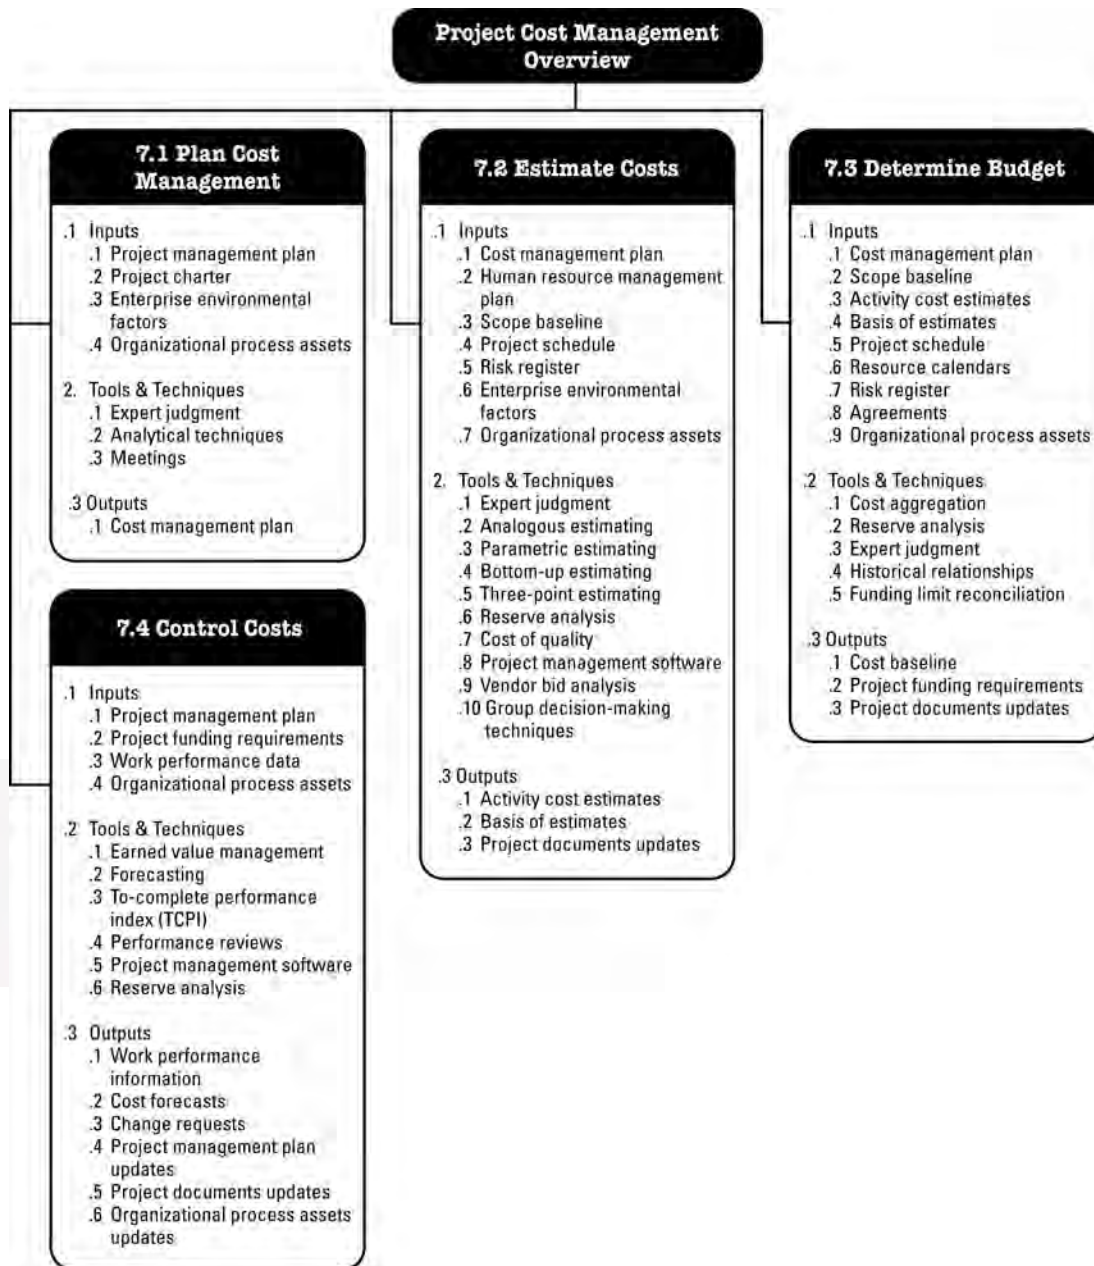 Project Cost Management
Overview
7.1 Plan Cost
Management
.1 Inputs
.1 Project management plan
.2 Project charter
.3 Enterprise environmental
factors
.4 Organizational process assets
2. Tools & Techniques
.1 Expert judgment
.2 Analytical techniques
.3 Meetings
.3 Outputs
.1 Cost management plan
7.2 Estimate Costs
.1 Inputs
.1 Cost management plan
.2 Human resource management
plan
.3 Scope baseline
.4 Project schedule
.5 Risk register
.6 Enterprise environmental
factors
.7 Organizational process assets
2. Tools & Techniques
.1 Expert judgment
.2 Analogous estimating
.3 Parametric estimating
.4 Bottom-up estimating
.5 Three-point estimating
.6 Reserve analysis
.7 Cost of quality
.8 Project management software
.9 Vendor bid analysis
.10 Group decision-making
techniques
.3 Outputs
.1 Activity cost estimates
.2 Basis of estimates
.3 Project documents updates
7.3 Determine Budget
.1 Inputs
.1 Cost management plan
.2 Scope baseline
.3 Activity cost estimates
.4 Basis of estimates
.5 Project schedule
.6 Resource calendars
.7 Risk register
.8 Agreements
.9 Organizational process assets
.2 Tools & Techniques
.1 Cost aggregation
.2 Reserve analysis
.3 Expert judgment
.4 Historical relationships
.5 Funding limit reconciliation
.3 Outputs
.1 Cost baseline
.2 Project funding requirements
.3 Project documents updates
7.4 Control Costs
.1 Inputs
.1 Project management plan
.2 Project funding requirements
.3 Work performance data
.4 Organizational process assets
.2 Tools & Techniques
.1 Earned value management
.2 Forecasting
.3 To-complete performance
index (TCPI)
.4 Performance reviews
.5 Project management software
.6 Reserve analysis
.3 Outputs
.1 Work performance
information
.2 Cost forecasts
.3 Change requests
.4 Project management plan
updates
.5 Project documents updates
.6 Organizational process assets
updates